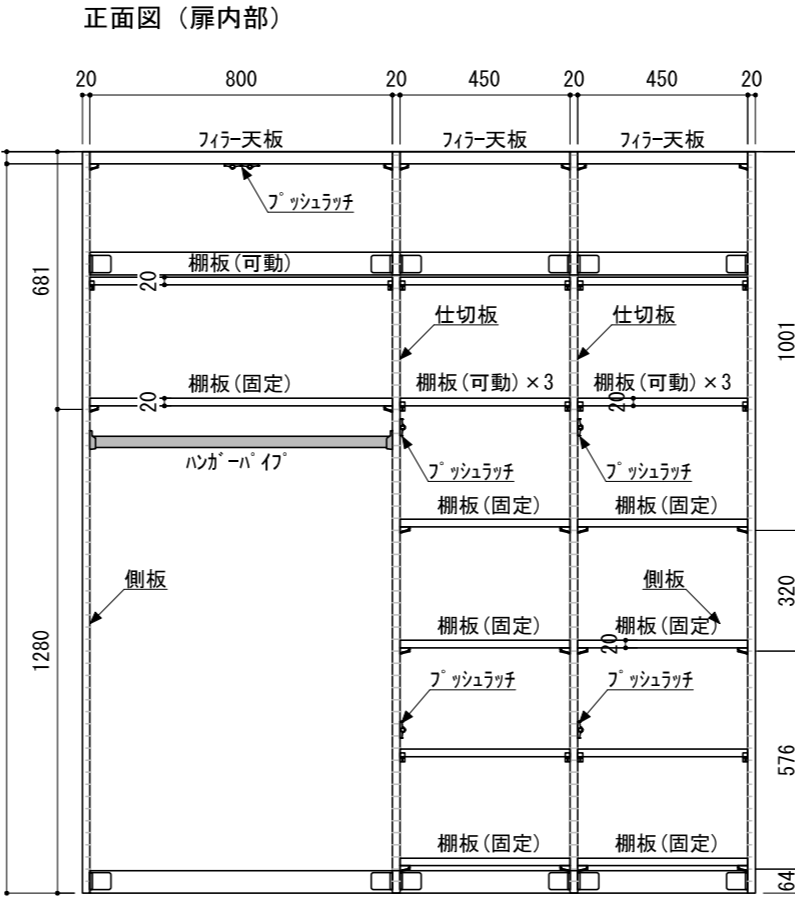 正面図（扉内部）
20 800 20 450 20 450 20
ﾌｨﾗｰ天板 ﾌｨﾗｰ天板 ﾌｨﾗｰ天板
ﾌﾟｯｼｭﾗｯﾁ
棚板(可動)
20
681
仕切板 仕切板
1001
棚板(固定) 棚板(可動)×3 棚板(可動)×3
20 20
ﾊﾝｶﾞｰﾊﾟｲﾌﾟ
ﾌﾟｯｼｭﾗｯﾁ ﾌﾟｯｼｭﾗｯﾁ
棚板(固定) 棚板(固定)
側板 側板
320
棚板(固定) 棚板(固定)
20
1280
ﾌﾟｯｼｭﾗｯﾁ ﾌﾟｯｼｭﾗｯﾁ
576
棚板(固定) 棚板(固定)
64